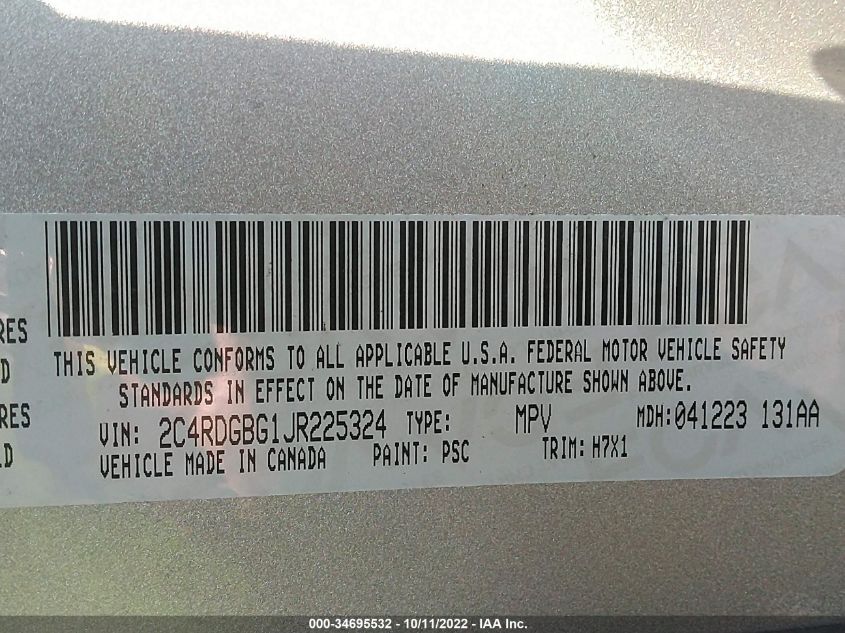 RES
D
RES
LD
THIS VEHICLE CONFORMS TO ALL APPLICABLE U.S.A. FEDERAL MOTOR VEHICLE SAFETY
STANDARDS IN EFFECT ON THE DATE OF MANUFACTURE SHOWN ABOVE.
VIN: 2C4RDGBG1JR225324 TYPE: MPV MDH:041223 131AA
VEHICLE MADE IN CANADA PAINT: PSC TRIM: H7X1
000-34695532 - 10/11/2022 - IAA Inc.